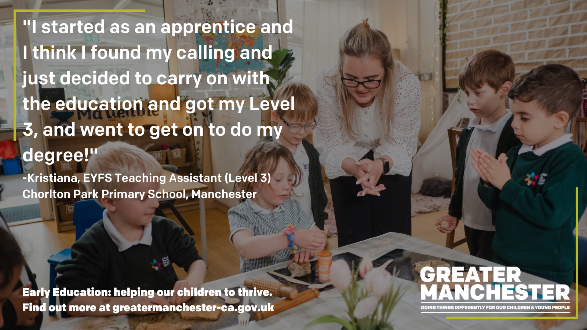 "I started as an apprentice and
I think I found my calling and
just decided to carry on with
the education and got my Level
3, and went to get on to do my
degree!"
-Kristiana, EYFS Teaching Assistant (Level 3)
Chorlton Park Primary School, Manchester
Early Education: helping our children to thrive.
Find out more at greatermanchester-ca.gov.uk
GREATER
MANCHESTER
DOING THINGS DIFFERENTLY FOR OUR CHILDREN & YOUNG PEOPLE